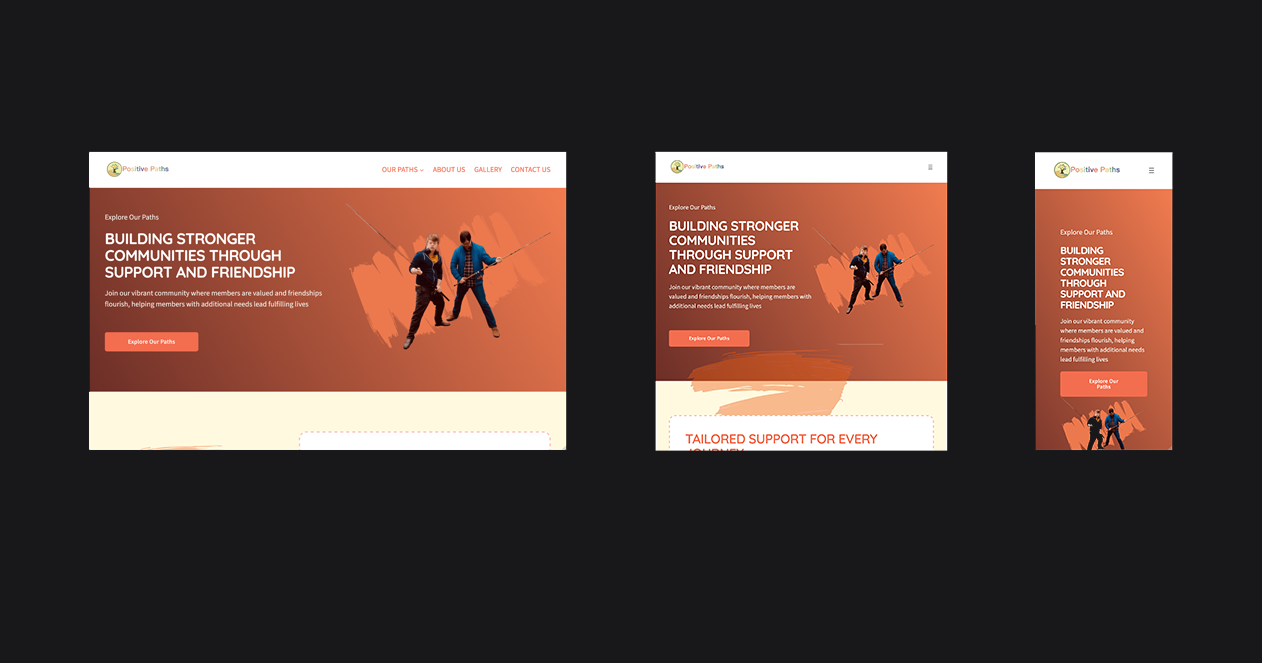 Positive Paths
OUR PATHS ABOUT US GALLERY CONTACT US
Explore Our Paths
BUILDING STRONGER
COMMUNITIES THROUGH
SUPPORT AND FRIENDSHIP
Join our vibrant community where members are valued and friendships
flourish, helping members with additional needs lead fulfilling lives
Explore Our Paths
Positive Paths
Explore Our Paths
BUILDING STRONGER
COMMUNITIES
THROUGH SUPPORT
AND FRIENDSHIP
Join our vibrant community where members are
valued and friendships flourish, helping members with
additional needs lead fulfilling lives
Explore Our Paths
TAILORED SUPPORT FOR EVERY
JOURNEY
Positive Paths
Explore Our Paths
BUILDING
STRONGER
COMMUNITIES
THROUGH
SUPPORT AND
FRIENDSHIP
Join our vibrant community
where members are valued and
friendships flourish, helping
members with additional needs
lead fulfilling lives
Explore Our
Paths